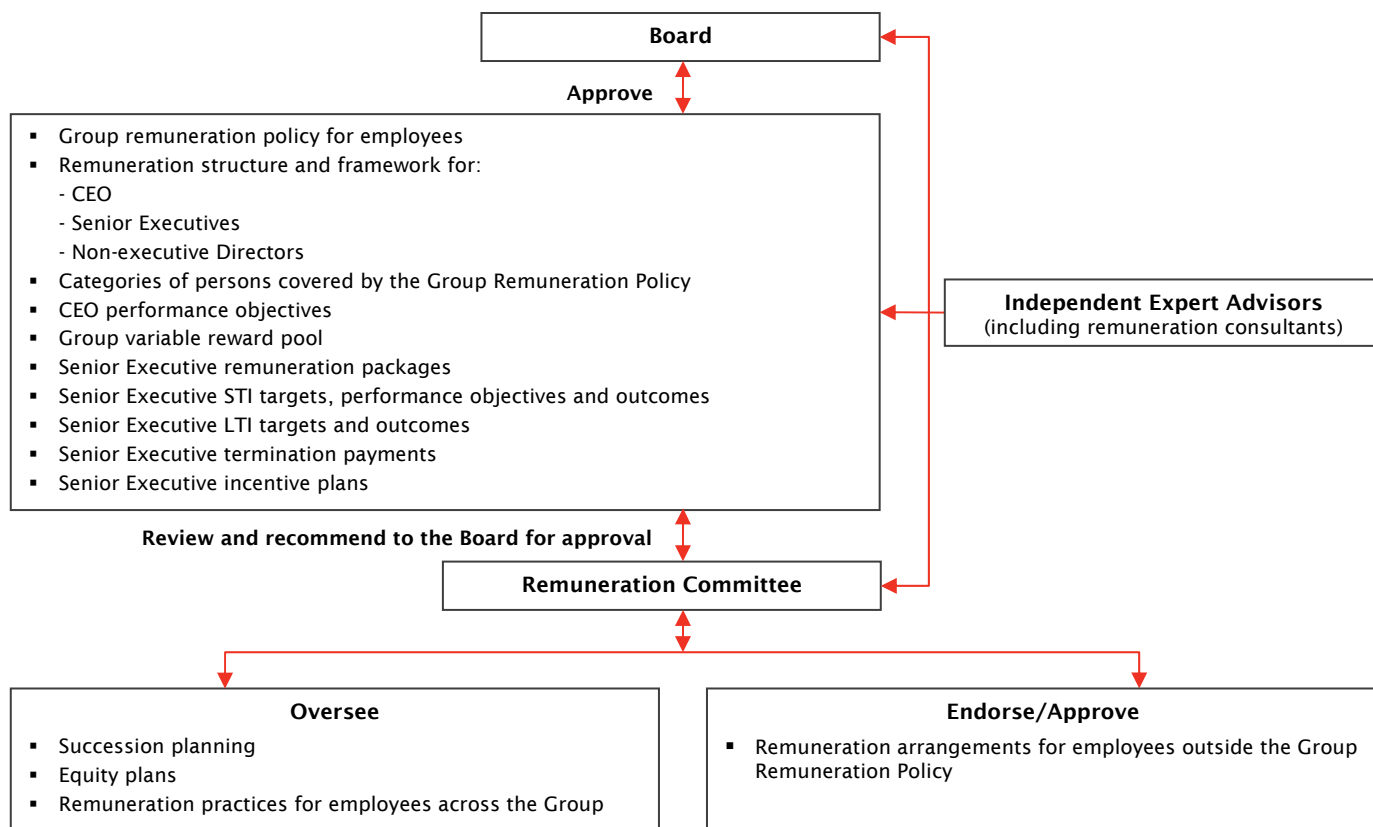 Board
Approve
▪ Group remuneration policy for employees
▪ Remuneration structure and framework for:
- CEO
- Senior Executives
- Non-executive Directors
▪ Categories of persons covered by the Group Remuneration Policy
▪ CEO performance objectives
▪ Group variable reward pool
▪ Senior Executive remuneration packages
▪ Senior Executive STI targets, performance objectives and outcomes
▪ Senior Executive LTI targets and outcomes
▪ Senior Executive termination payments
▪ Senior Executive incentive plans
Independent Expert Advisors
(including remuneration consultants)
Review and recommend to the Board for approval
Remuneration Committee
Oversee
▪ Succession planning
▪ Equity plans
▪ Remuneration practices for employees across the Group
Endorse/Approve
▪ Remuneration arrangements for employees outside the Group
Remuneration Policy